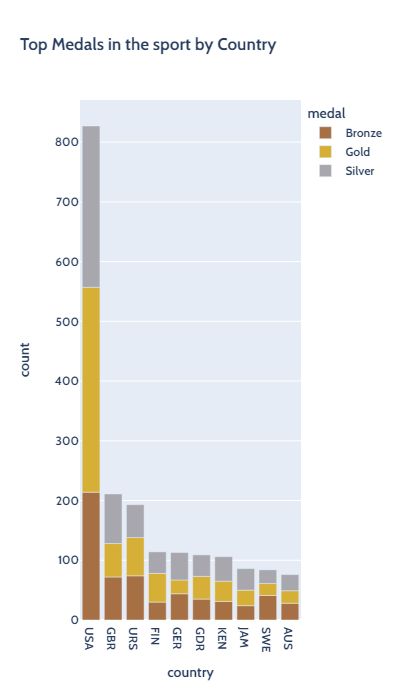 Top Medals in the sport by Country
medal
Bronze
Gold
Silver
800
700
600
500
400
300
200
100
0
count
USA
GBR
URS
FIN
GER
GDR
KEN
JAM
SWE
AUS
country